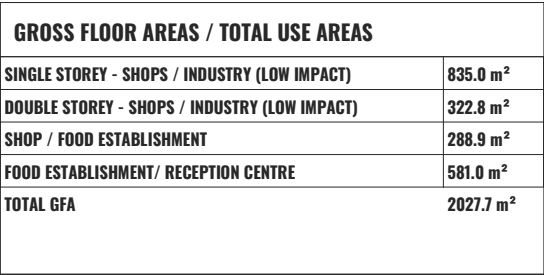 GROSS FLOOR AREAS / TOTAL USE AREAS
SINGLE STOREY - SHOPS / INDUSTRY (LOW IMPACT) 835.0 m²
DOUBLE STOREY - SHOPS / INDUSTRY (LOW IMPACT) 322.8 m²
SHOP / FOOD ESTABLISHMENT 288.9 m²
FOOD ESTABLISHMENT/ RECEPTION CENTRE 581.0 m²
TOTAL GFA 2027.7 m²